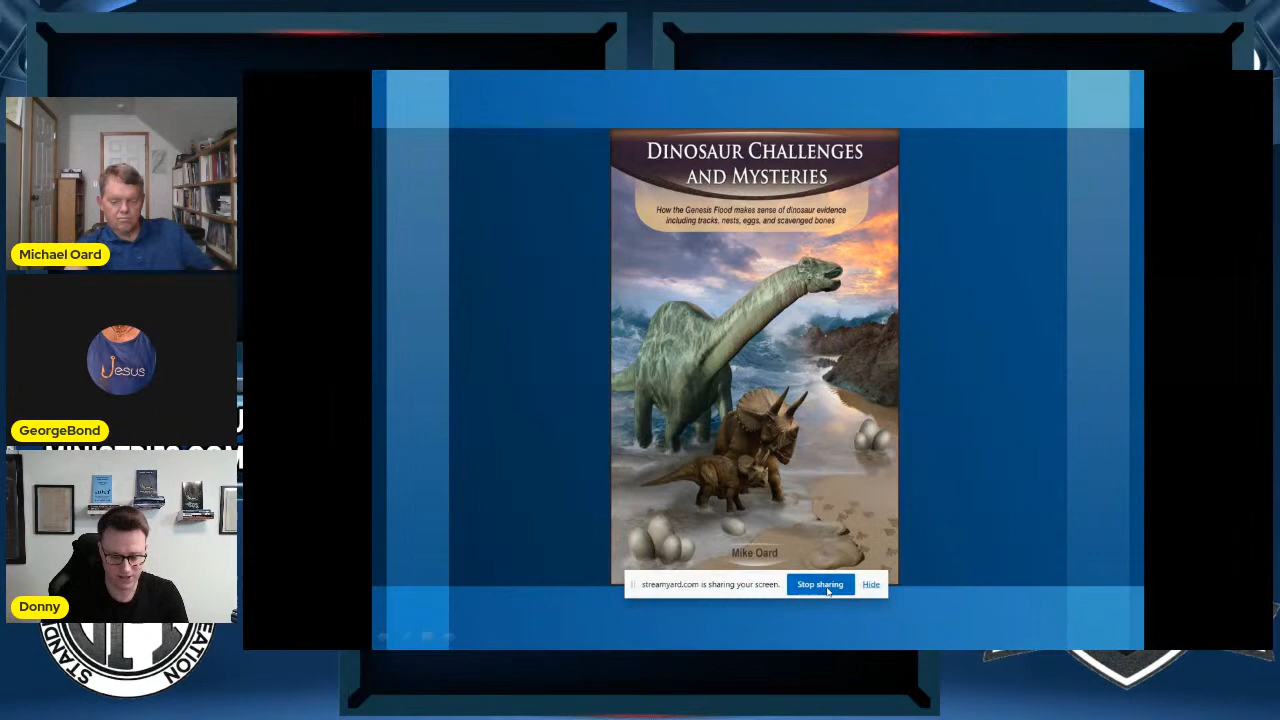 Michael Oard
Jesus
GeorgeBond
Donny
DINOSAUR CHALLENGES
AND MYSTERIES
How the Genesis Flood makes sense of dinosaur evidence
including tracks, nests, eggs, and scavenged bones
Mike Oard
streamyard.com is sharing your screen.
Stop sharing
Hide